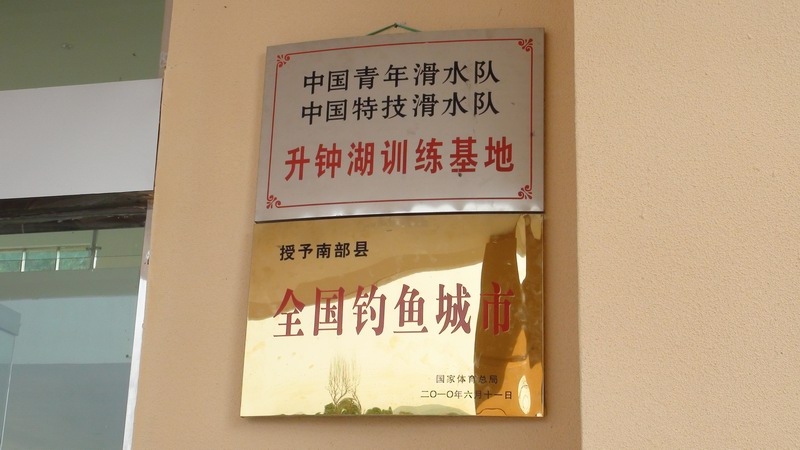 中国青年滑水队
中国特技滑水队
升钟湖训练基地
授予南部县
全国钓鱼城市
国家体育总局
二〇一〇年六月十一日